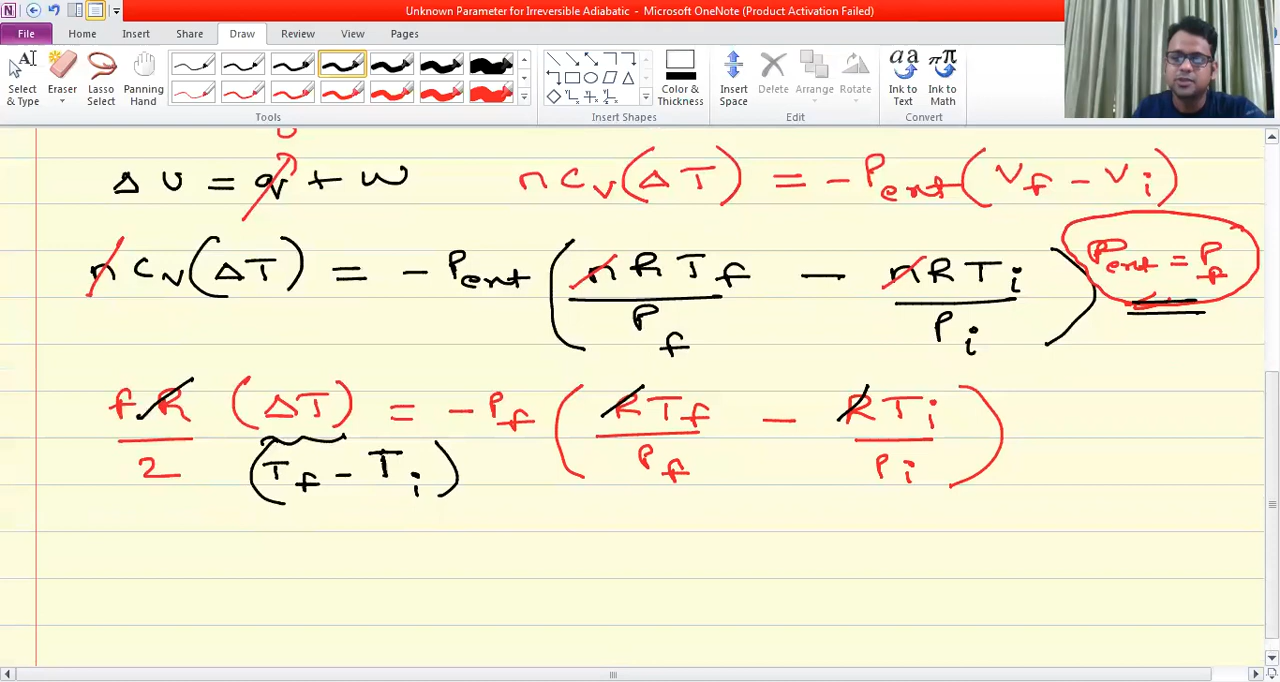 Unknown Parameter for Irreversible Adiabatic - Microsoft OneNote (Product Activation Failed)
File Home Insert Share Draw Review View Pages
Select & Type
Eraser
Lasso Select
Panning Hand
Color & Thickness
Insert Space
Delete
Arrange
Rotate
Ink to Text
Ink to Math
Tools
Insert Shapes
Edit
Convert
ΔU = q + W
nCv(ΔT) = -Pext(Vf - Vi)
nCv(ΔT) = -Pext(nRTf/Pf - nRTi/Pi)
Pext = Pf
f.R/2 (ΔT) = -Pf(RTf/Pf - RTi/Pi)
(Tf - Ti)